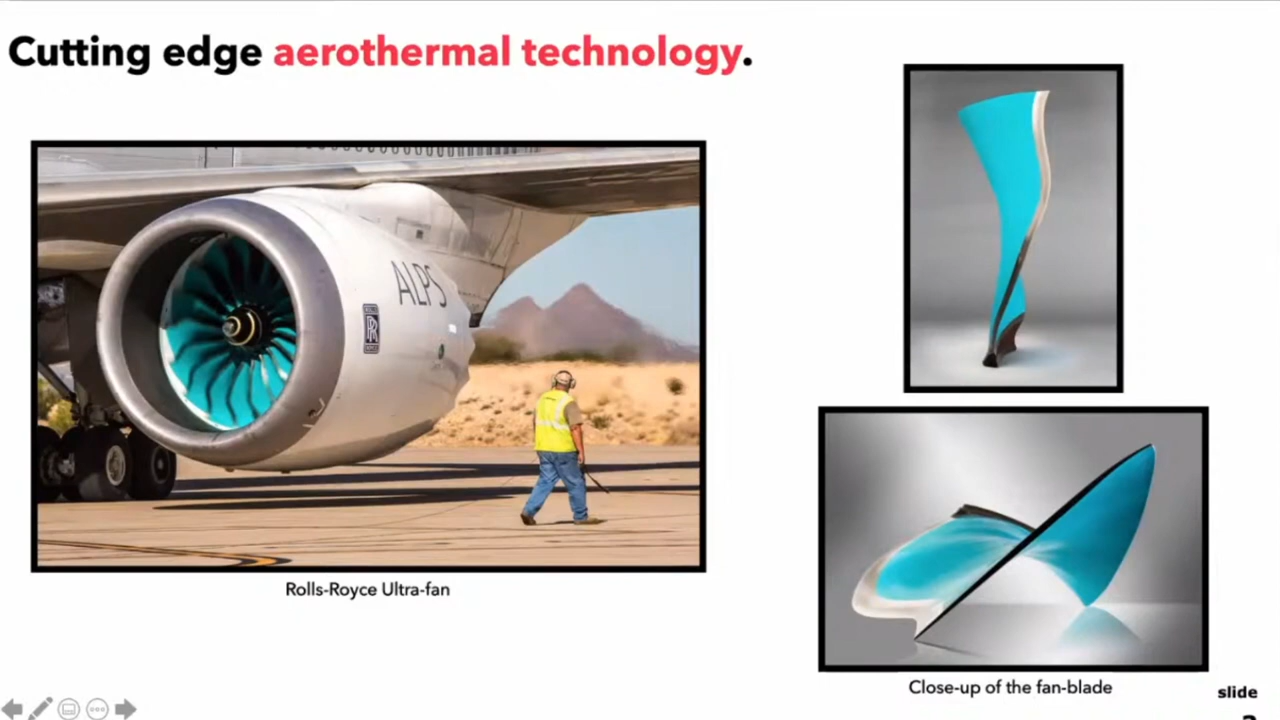 Cutting edge aerothermal technology.
ALPS
RR
Rolls-Royce Ultra-fan
Close-up of the fan-blade
slide